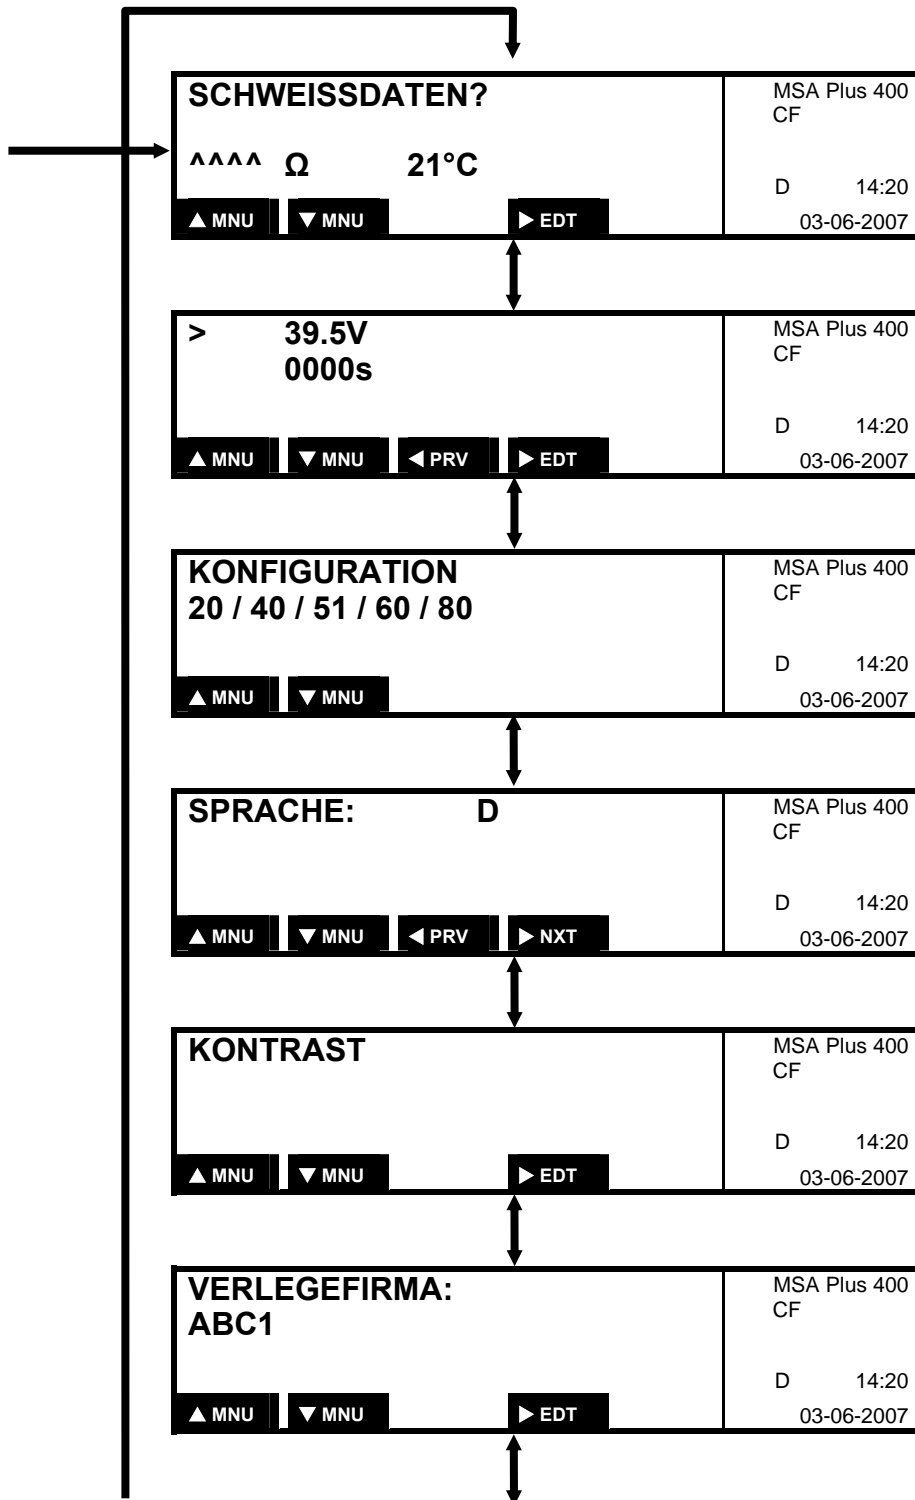 SCHWEISSDATEN?
^^^^ Ω 21°C
▲ MNU ▼ MNU ▶ EDT
MSA Plus 400
CF
D 14:20
03-06-2007
> 39.5V
0000s
▲ MNU ▼ MNU ◀ PRV ▶ EDT
MSA Plus 400
CF
D 14:20
03-06-2007
KONFIGURATION
20 / 40 / 51 / 60 / 80
▲ MNU ▼ MNU
MSA Plus 400
CF
D 14:20
03-06-2007
SPRACHE: D
▲ MNU ▼ MNU ◀ PRV ▶ NXT
MSA Plus 400
CF
D 14:20
03-06-2007
KONTRAST
▲ MNU ▼ MNU ▶ EDT
MSA Plus 400
CF
D 14:20
03-06-2007
VERLEGEFIRMA:
ABC1
▲ MNU ▼ MNU ▶ EDT
MSA Plus 400
CF
D 14:20
03-06-2007